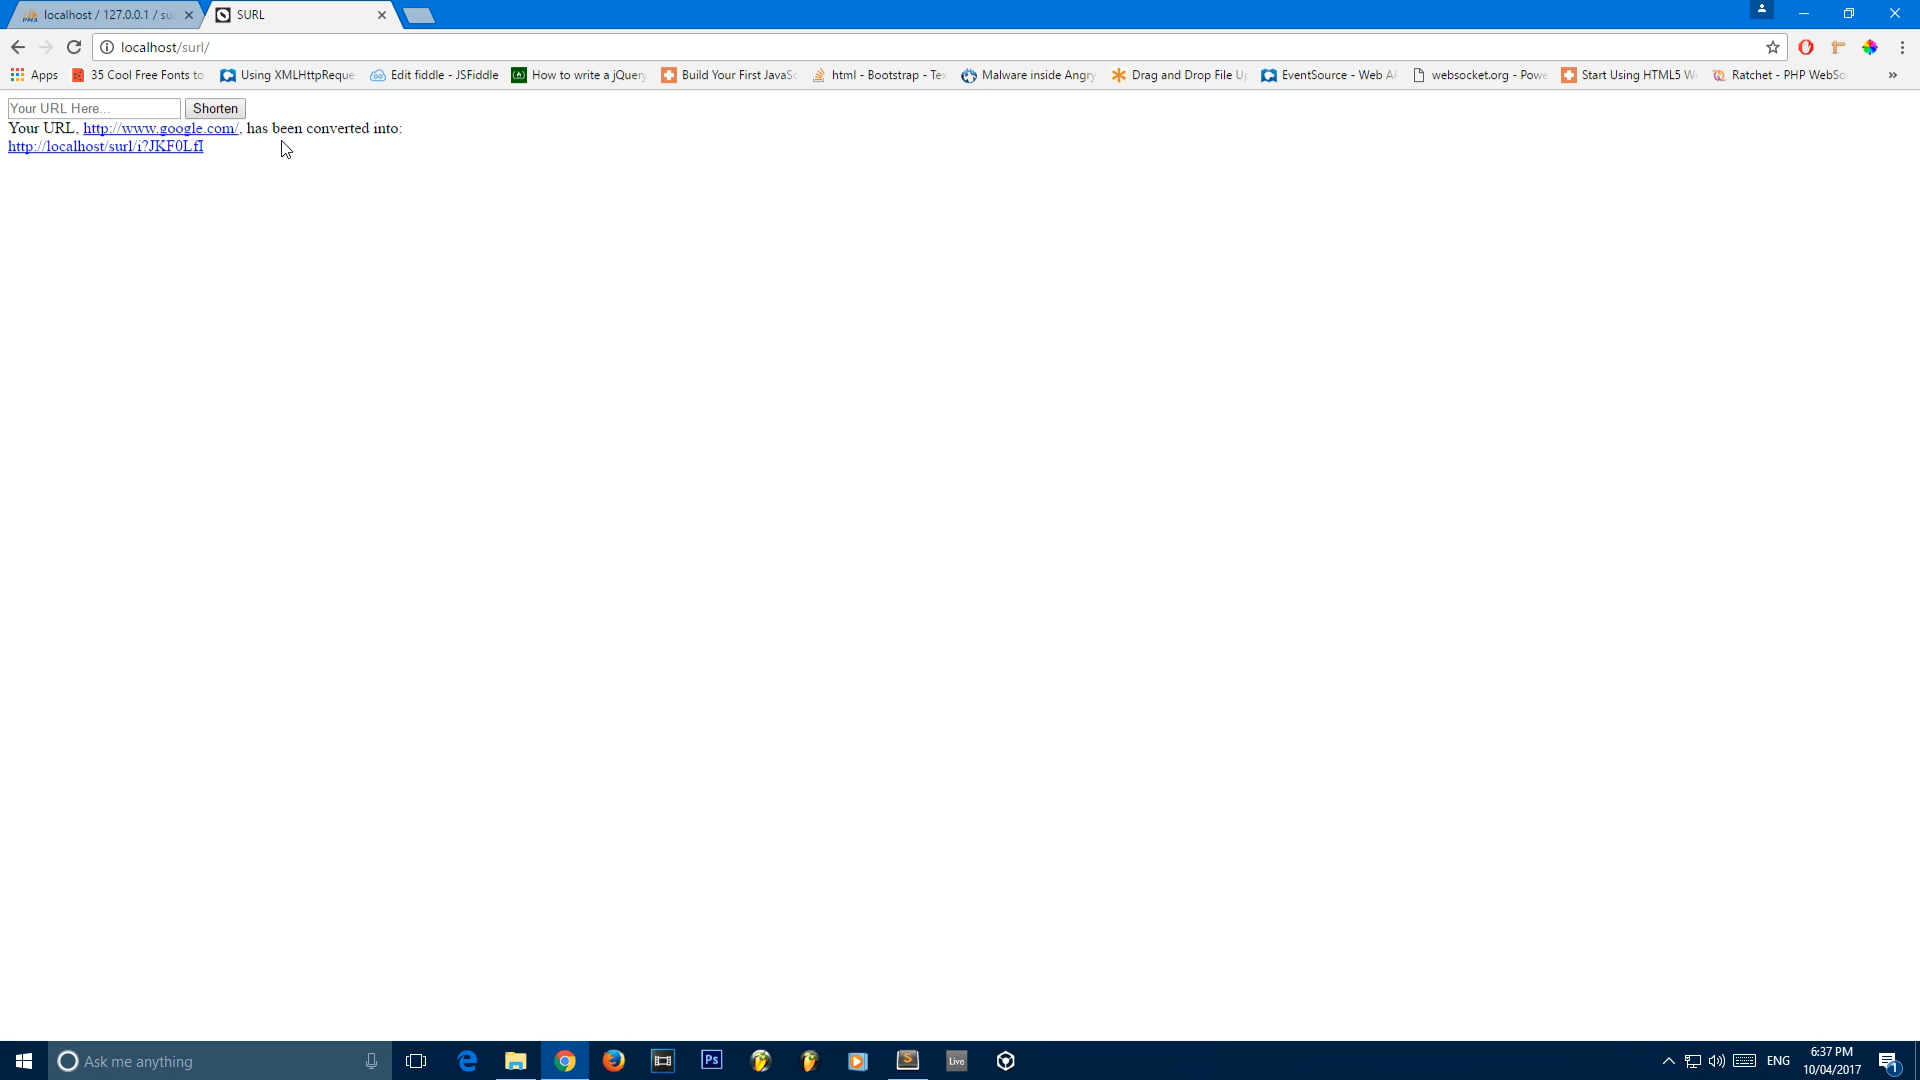 localhost / 127.0.0.1 / su
SURL
localhost/surl/
Apps
35 Cool Free Fonts to
Using XMLHttpReque
Edit fiddle - JSFiddle
How to write a jQuery
Build Your First JavaSc
html - Bootstrap - Tex
Malware inside Angry
Drag and Drop File U
EventSource - Web A
websocket.org - Powe
Start Using HTML5 W
Ratchet - PHP WebSo
»
Your URL Here...
Shorten
Your URL, http://www.google.com/, has been converted into:
http://localhost/surl/i?JKF0LfI
Ask me anything
Ps
S
Live
ENG
6:37 PM
10/04/2017
1